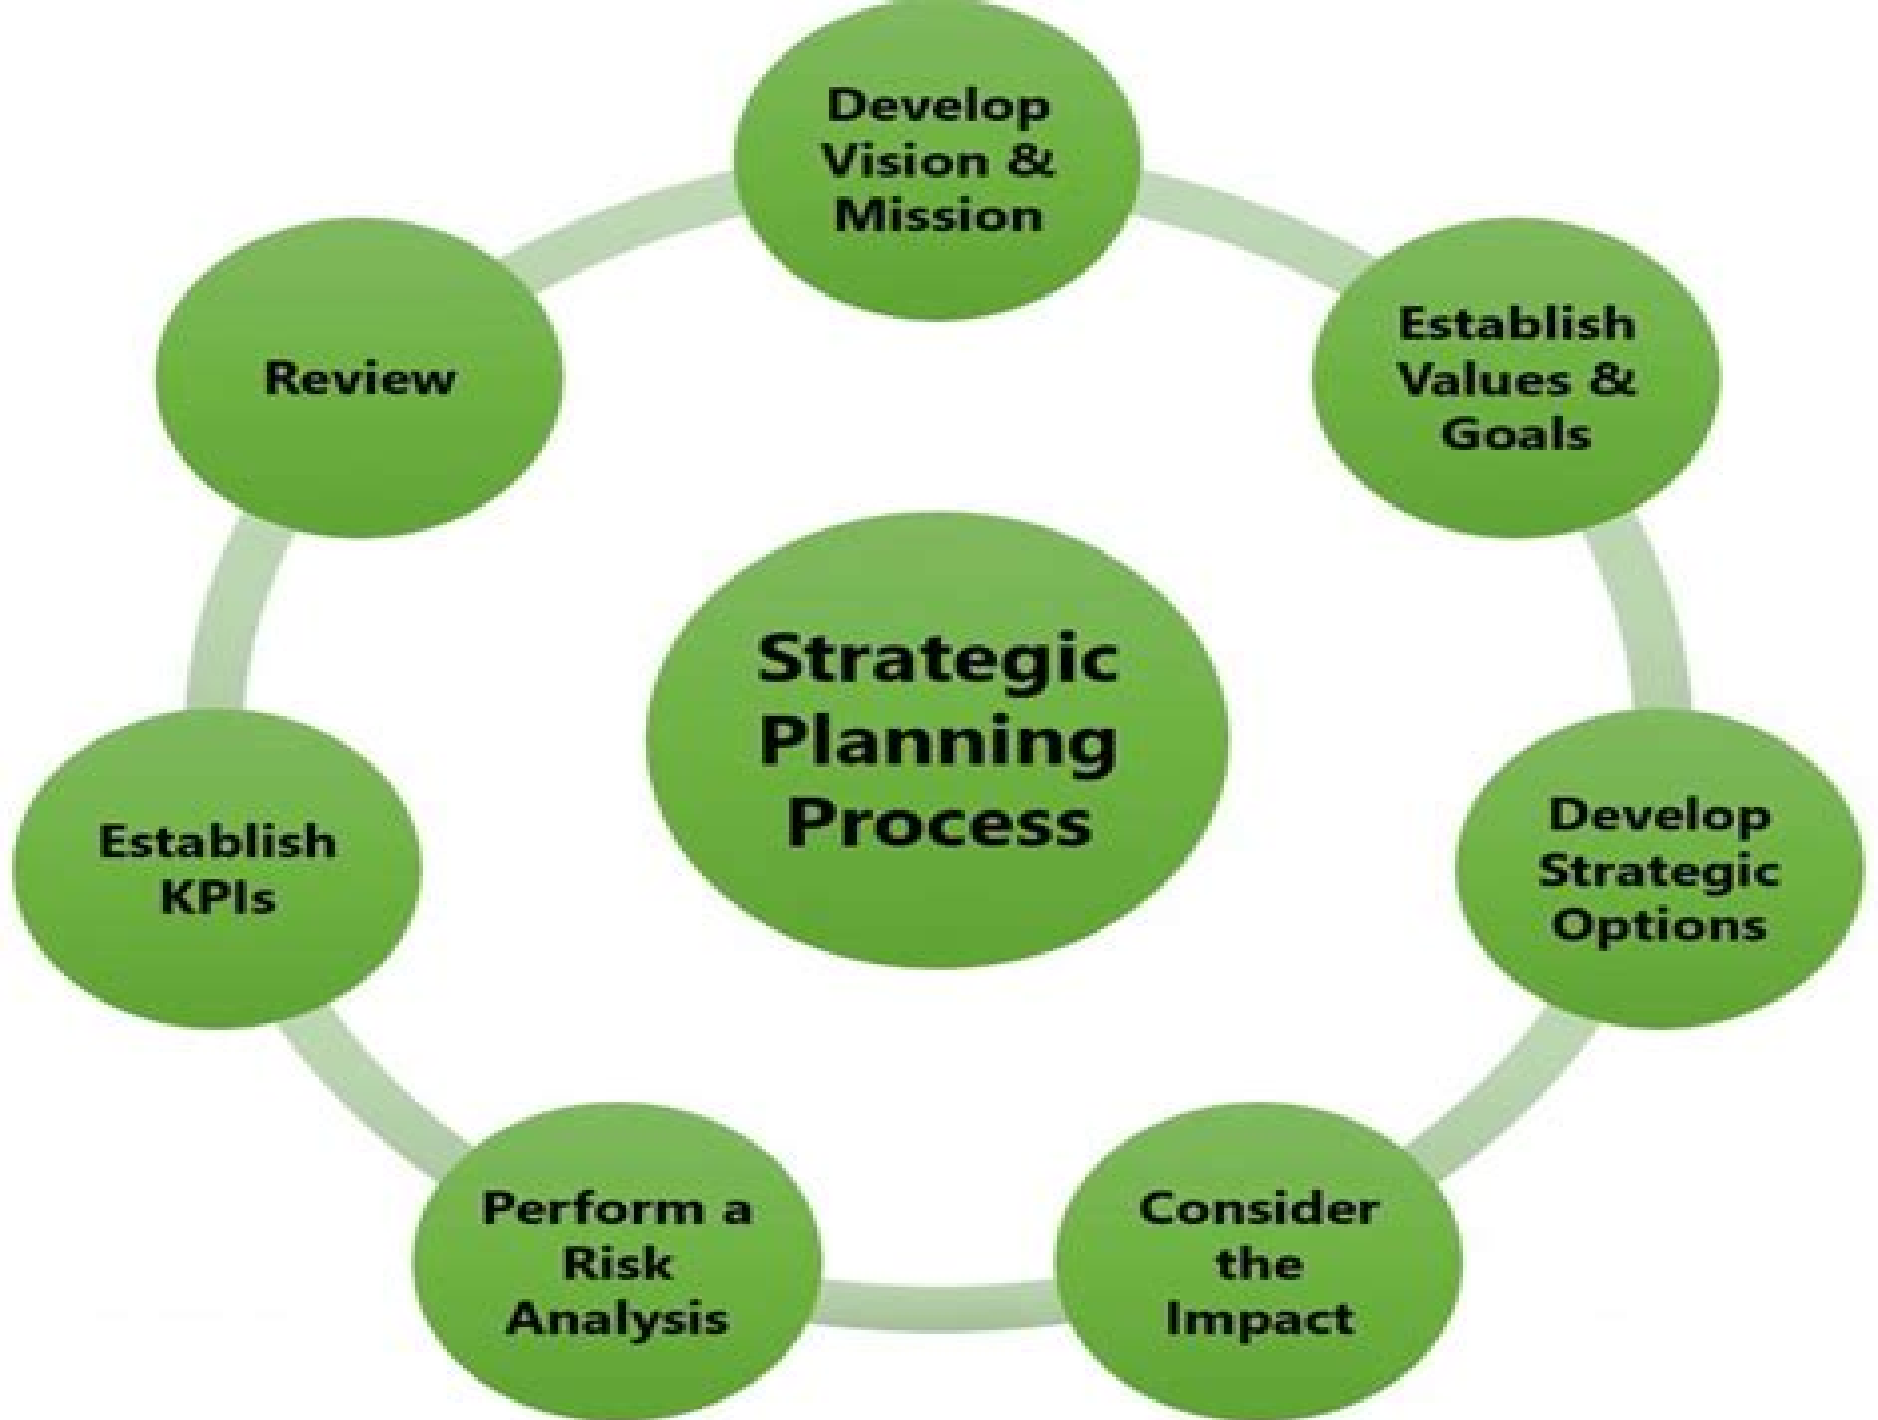 Develop
Vision &
Mission
Establish
Values &
Goals
Develop
Strategic
Options
Consider
the
Impact
Perform a
Risk
Analysis
Establish
KPIs
Review
Strategic
Planning
Process